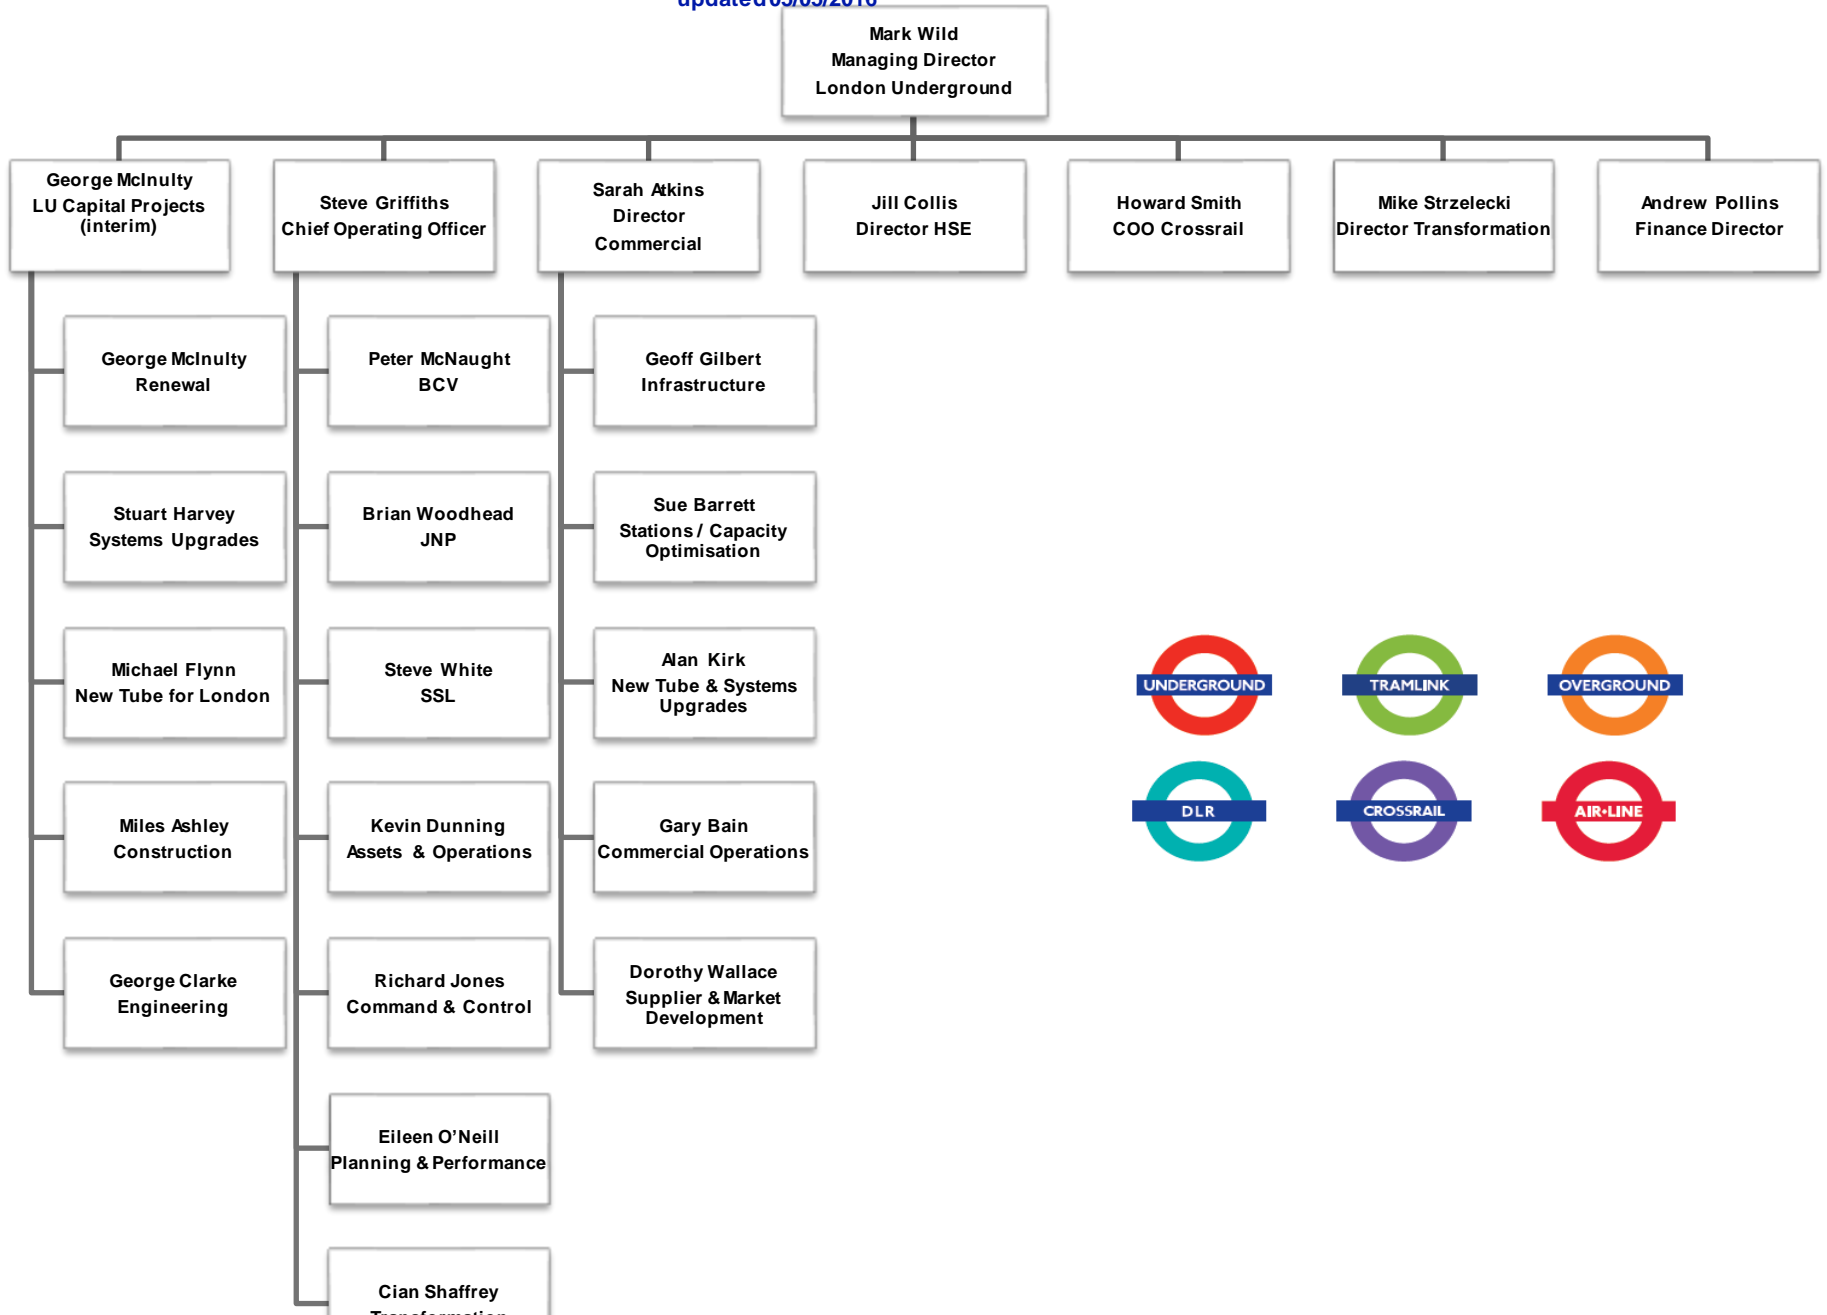 updated 05/05/2016
Mark Wild
Managing Director
London Underground
George McInulty
LU Capital Projects
(interim)
Steve Griffiths
Chief Operating Officer
Sarah Atkins
Director
Commercial
Jill Collis
Director HSE
Howard Smith
COO Crossrail
Mike Strzelecki
Director Transformation
Andrew Pollins
Finance Director
George McInulty
Renewal
Peter McNaught
BCV
Geoff Gilbert
Infrastructure
Stuart Harvey
Systems Upgrades
Brian Woodhead
JNP
Sue Barrett
Stations / Capacity
Optimisation
Michael Flynn
New Tube for London
Steve White
SSL
Alan Kirk
New Tube & Systems
Upgrades
UNDERGROUND
TRAMLINK
OVERGROUND
Miles Ashley
Construction
Kevin Dunning
Assets & Operations
Gary Bain
Commercial Operations
DLR
CROSSRAIL
AIR•LINE
George Clarke
Engineering
Richard Jones
Command & Control
Dorothy Wallace
Supplier & Market
Development
Eileen O'Neill
Planning & Performance
Cian Shaffrey
Transformation